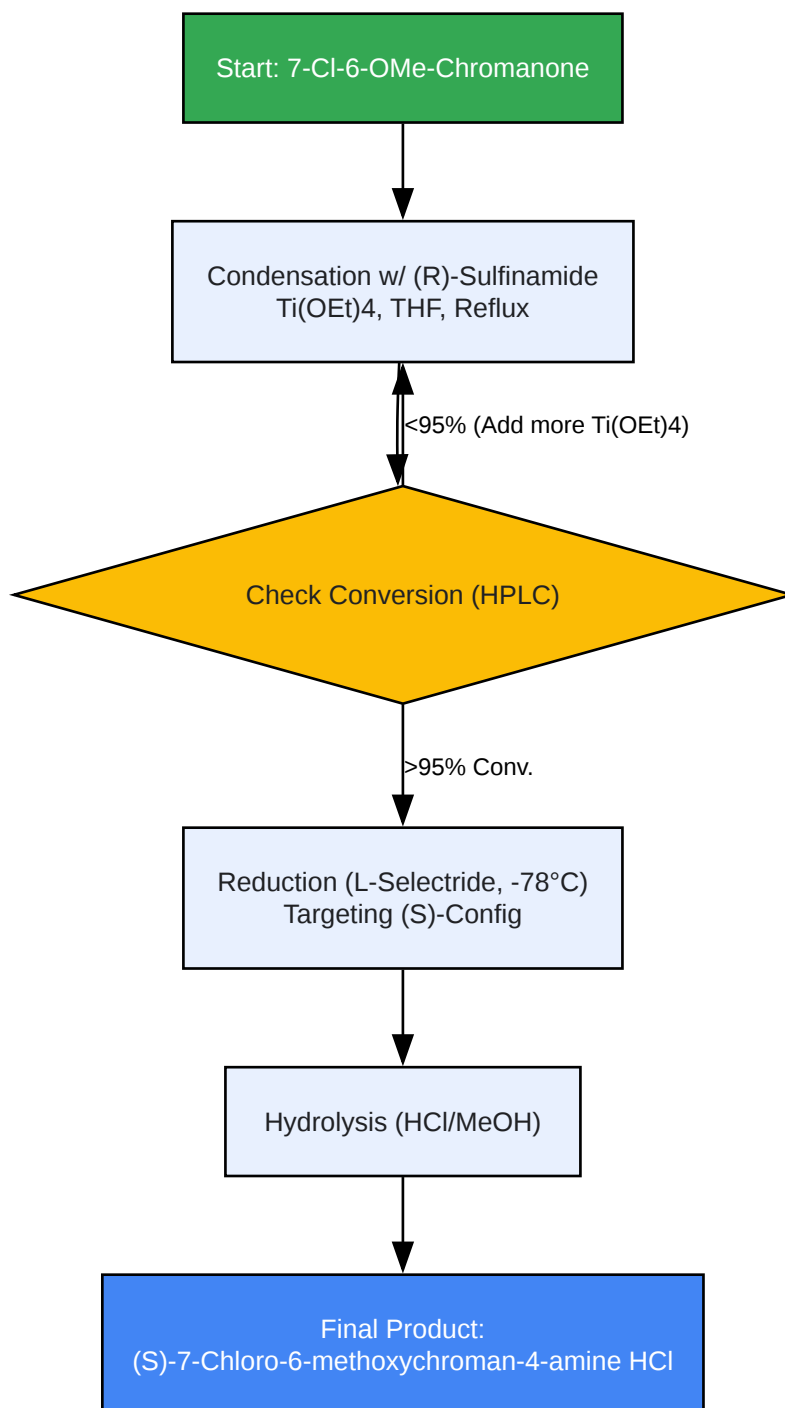 Start: 7-Cl-6-OMe-Chromanone
Condensation w/ (R)-Sulfinamide
Ti(OEt)4, THF, Reflux
<95% (Add more Ti(OEt)4)
Check Conversion (HPLC)
>95% Conv.
Reduction (L-Selectride, -78°C)
Targeting (S)-Config
Hydrolysis (HCl/MeOH)
Final Product:
(S)-7-Chloro-6-methoxychroman-4-amine HCl